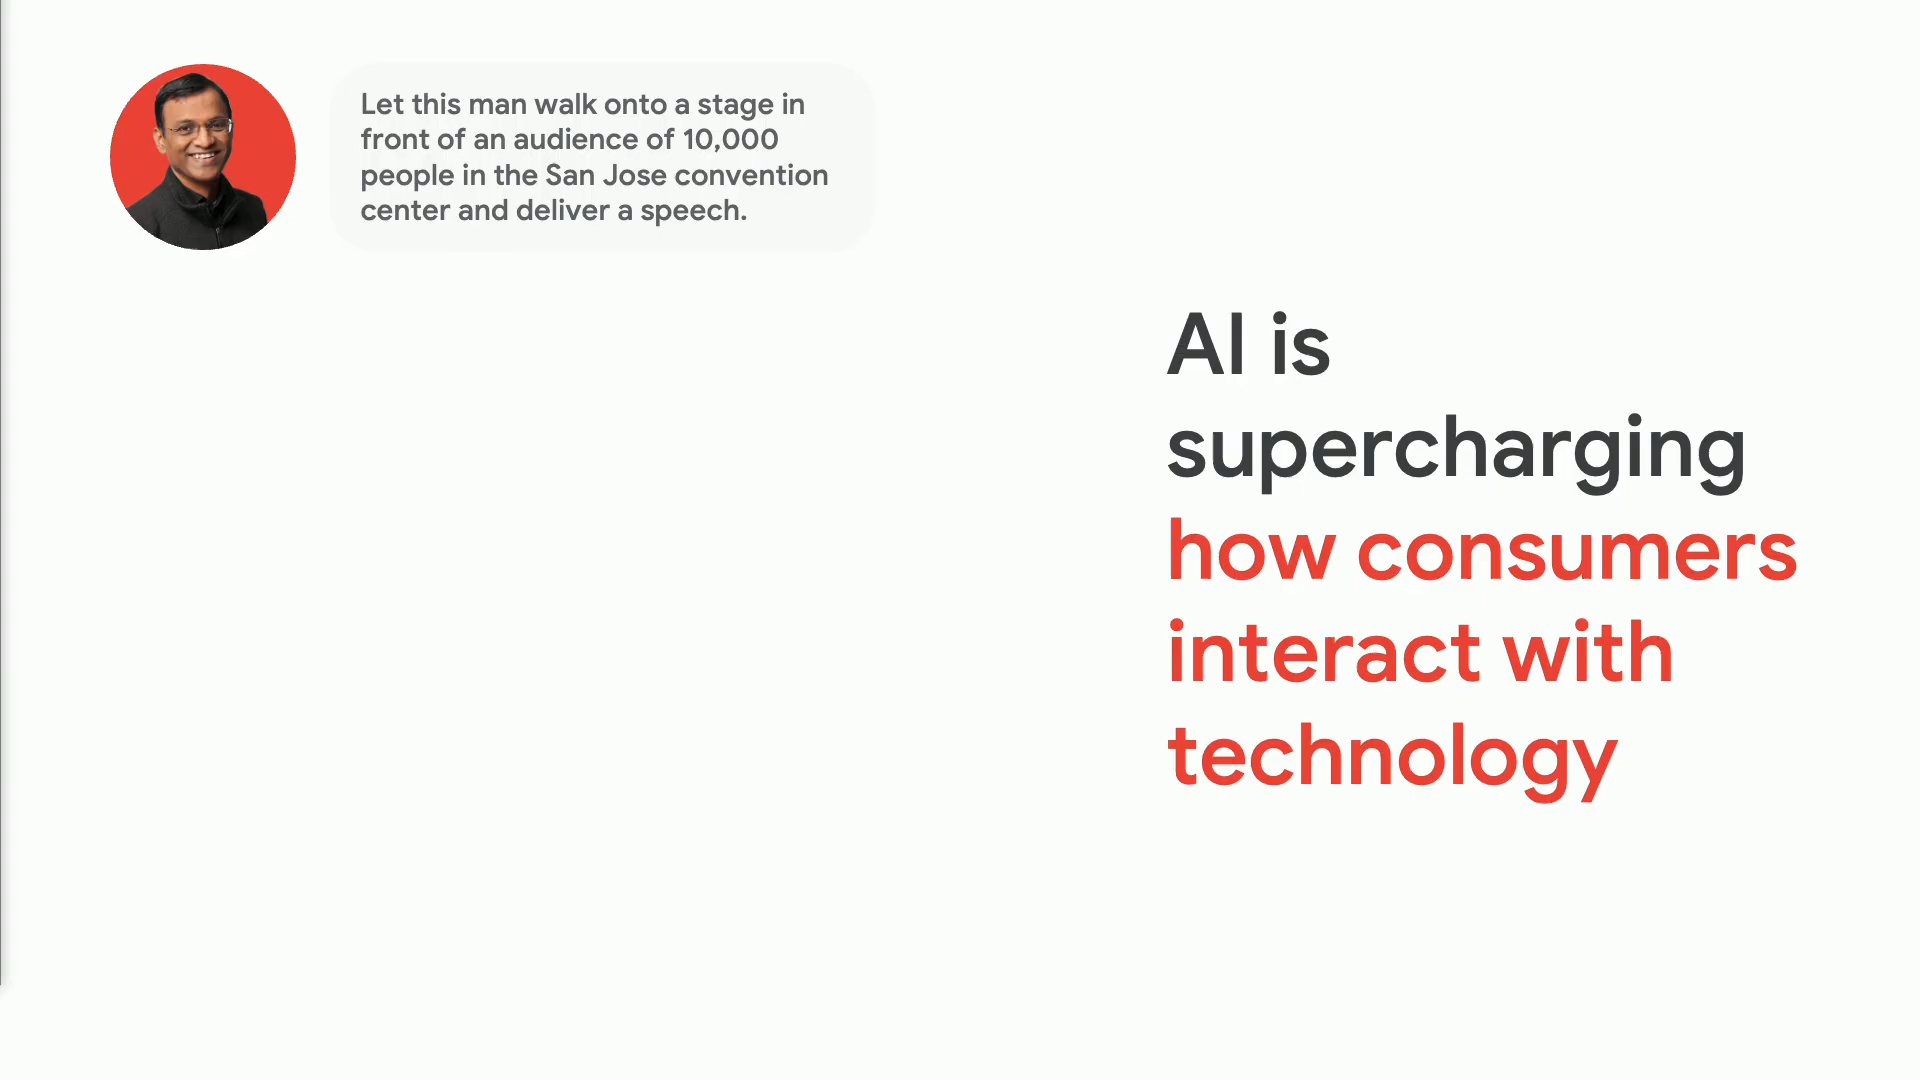 Let this man walk onto a stage in
front of an audience of 10,000
people in the San Jose convention
center and deliver a speech.
AI is
supercharging
how consumers
interact with
technology